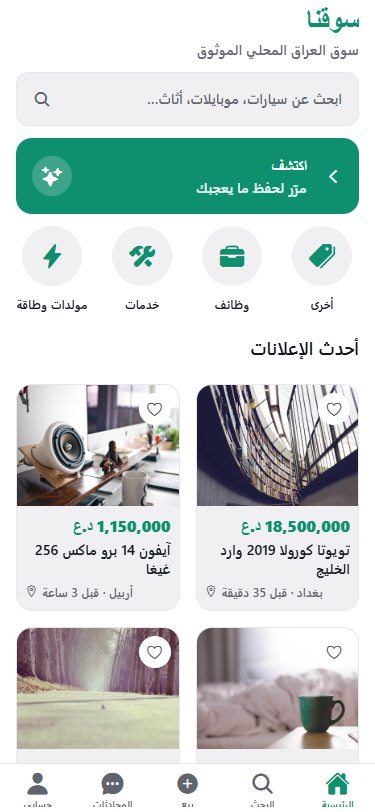 سوقنا
سوق العراق المحلي الموثوق
ابحث عن سيارات، موبايلات، أثاث...
اكتشف
مرّر لحفظ ما يعجبك
أخرى
وظائف
خدمات
مولدات وطاقة
أحدث الإعلانات
18,500,000 د.ع
تويوتا كورولا 2019 وارد
الخليج
بغداد · قبل 35 دقيقة
1,150,000 د.ع
آيفون 14 برو ماكس 256
غيغا
أربيل · قبل 3 ساعة
الرئيسية
البحث
بيع
المحادثات
حسابي